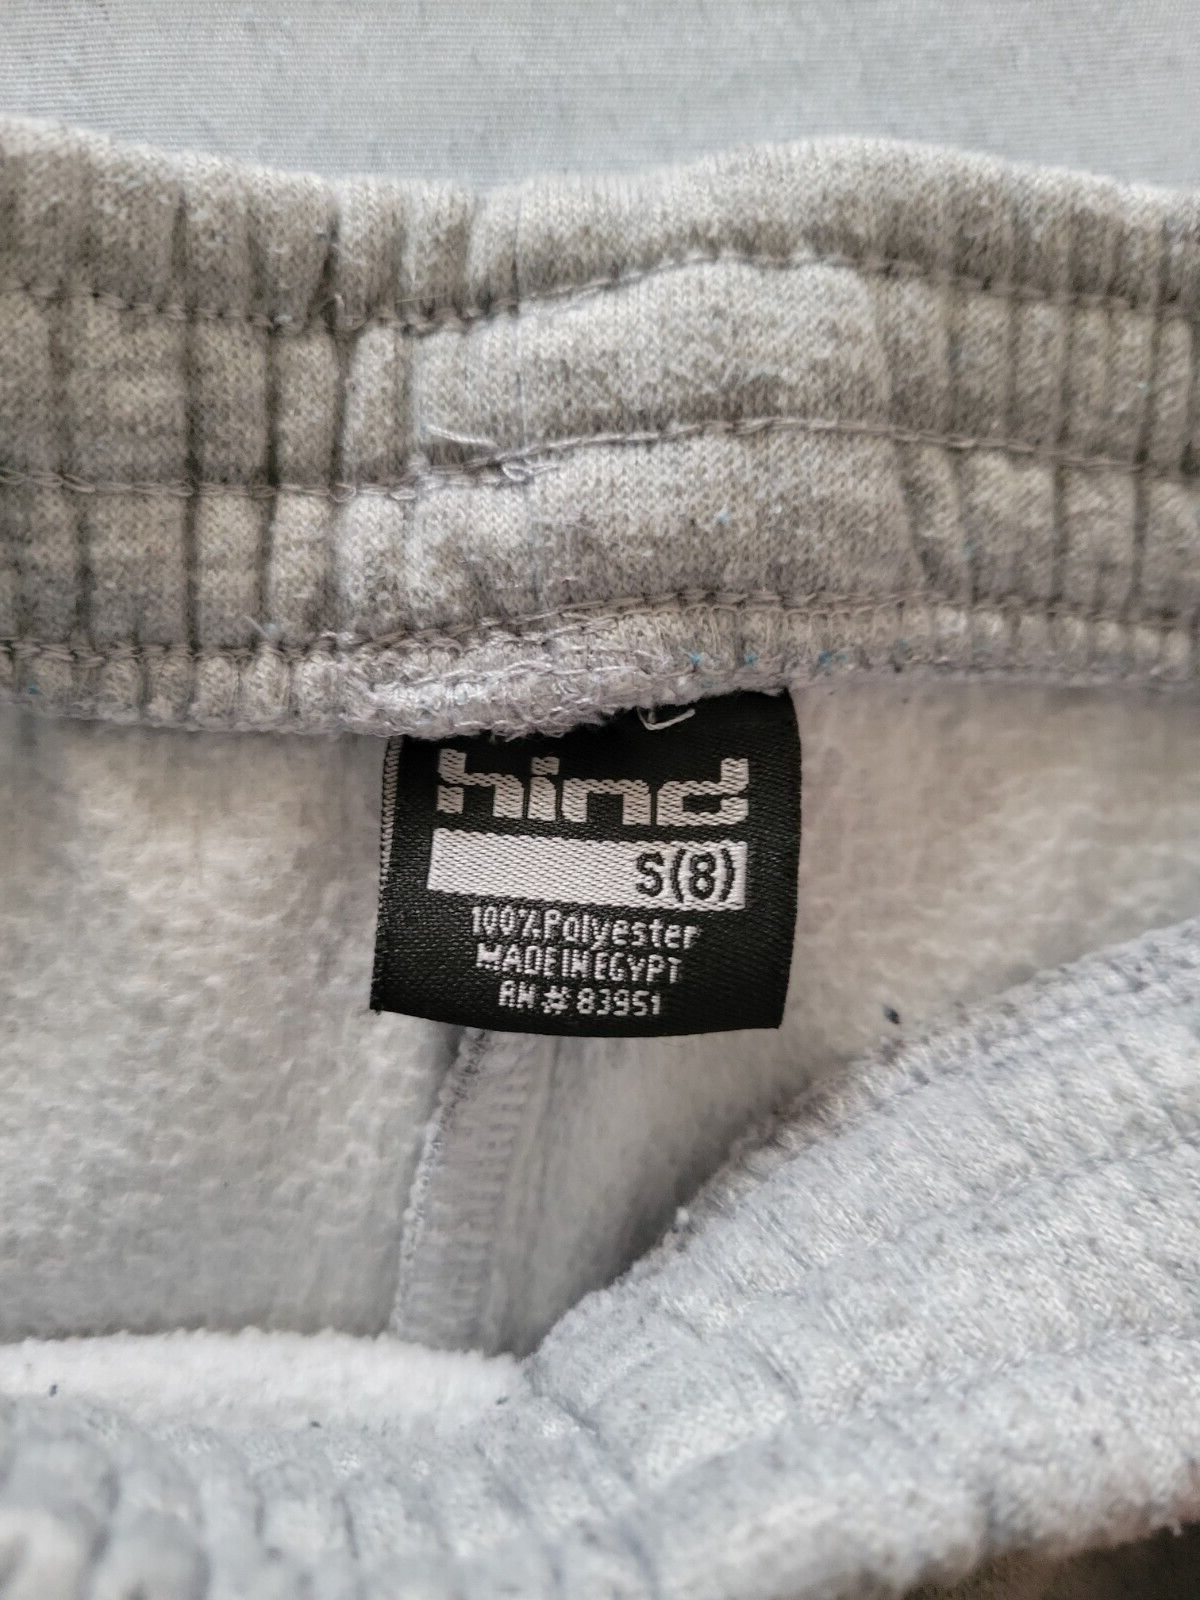 hind
S(8)
100% Polyester
MADE IN EGYPT
RN # 83951